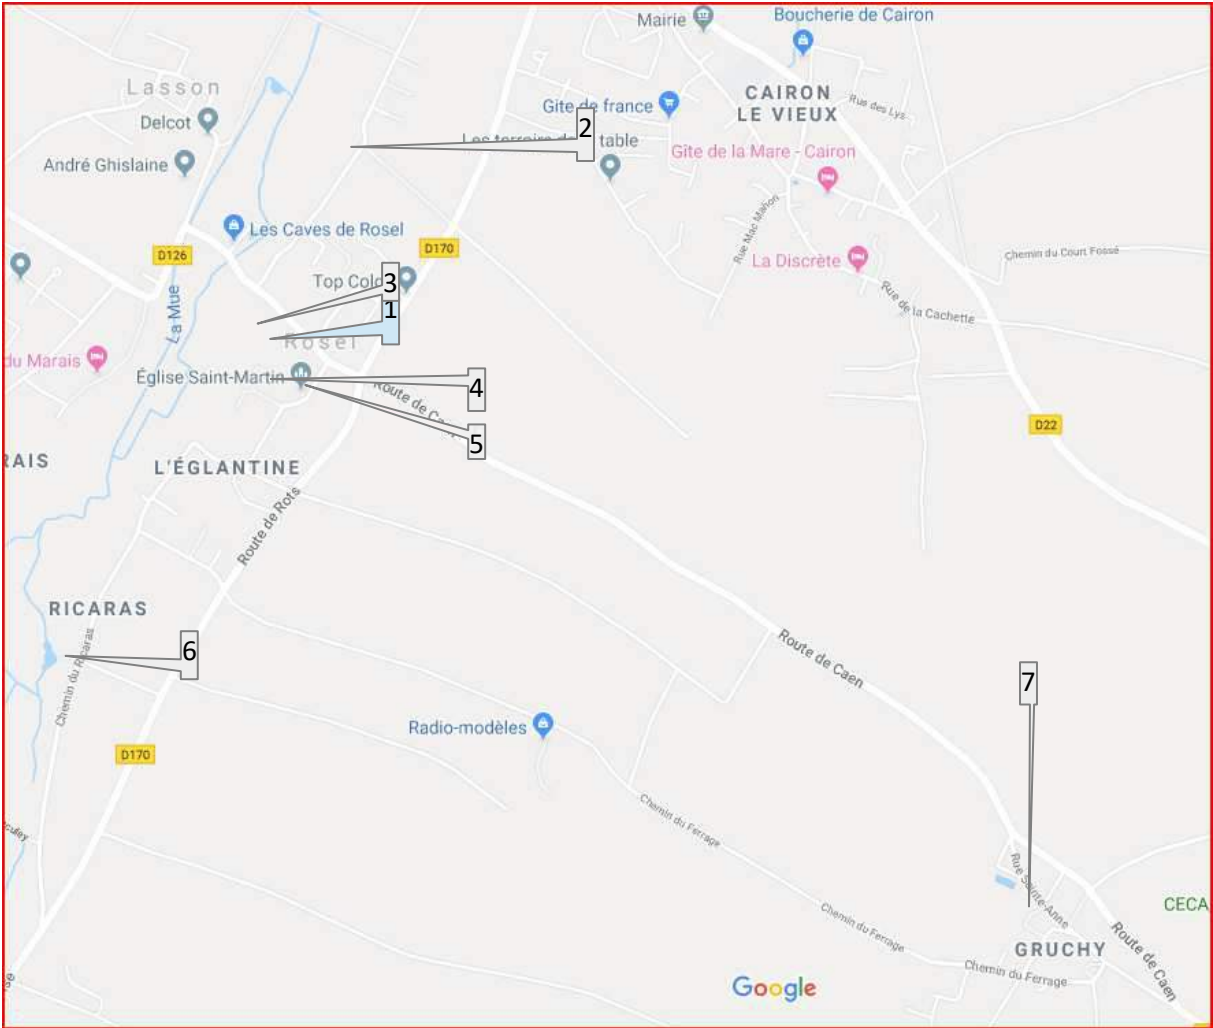 Mairie
Boucherie de Cairon
Lasson
CAIRON
LE VIEUX
Gite de france
Rue des Lys
Delcot
2
table
André Ghislaine
Gîte de la Mare - Cairon
Rue Mac Mahon
Les Caves de Rosel
D126
D170
Chemin du Court Fossé
La Discrète
3
Top Colo
Rue de la Cachette
La Mue
1
Rosel
du Marais
Église Saint-Martin
4
Route de
D22
5
RAIS
L'ÉGLANTINE
Route de Rots
RICARAS
6
Chemin du Ricaras
Route de Caen
7
Radio-modèles
D170
Chemin du Ferrage
Rue Sainte-Anne
CECA
Chemin du Ferrage
GRUCHY
Route de Caen
Chemin du Ferrage
Google